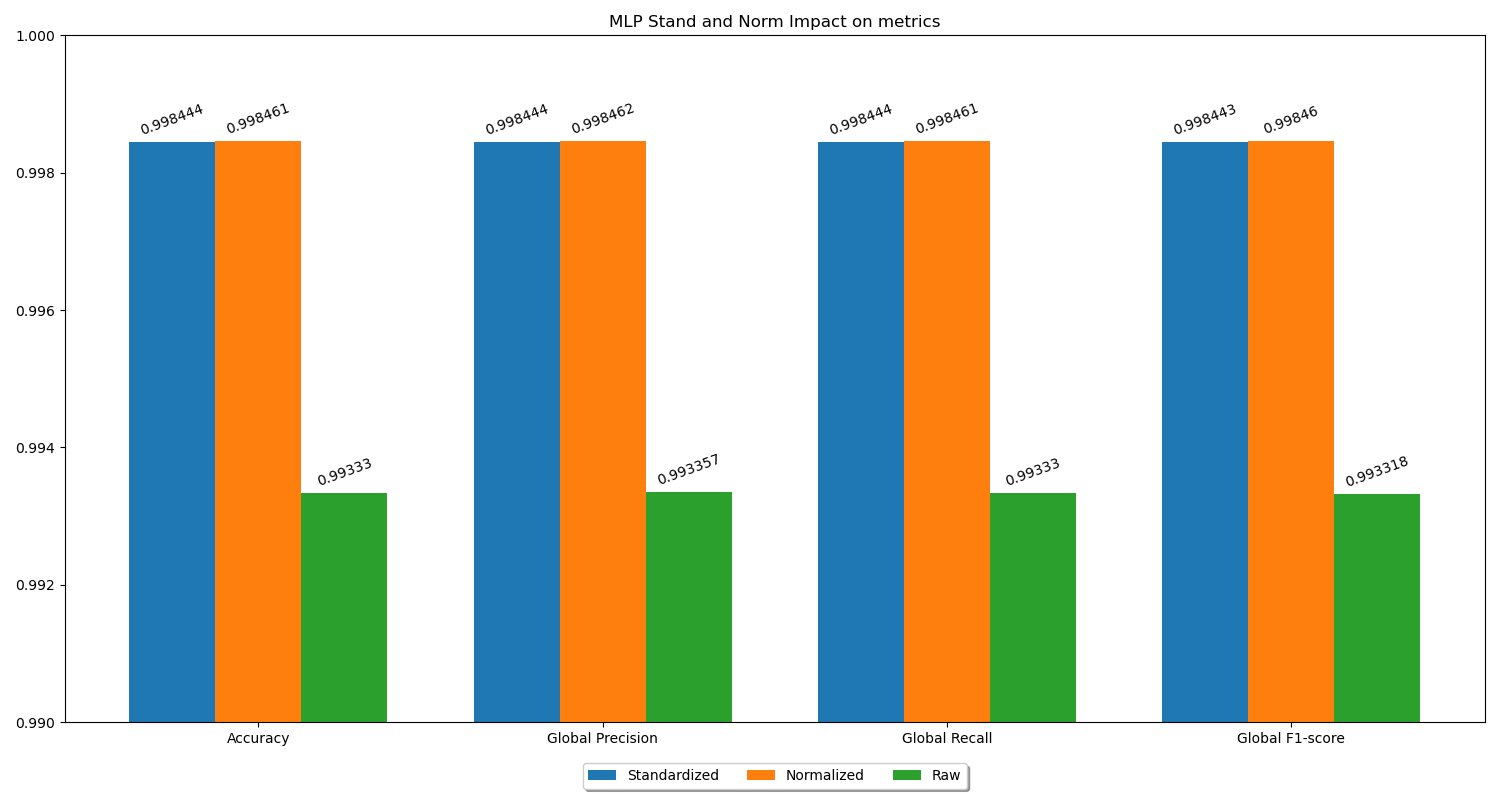 MLP Stand and Norm Impact on metrics
1.000
0.998
0.996
0.994
0.992
0.990
0.998444 0.998461 0.99333
0.998444 0.998462 0.993357
0.998444 0.998461 0.99333
0.998443 0.99846 0.993318
Accuracy Global Precision Global Recall Global F1-score
Standardized Normalized Raw